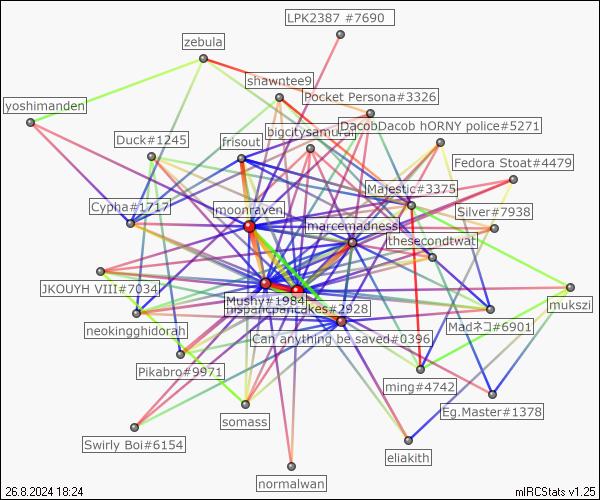 LPK2387 #7690
zebula
shawntee9
Pocket Persona#3326
yoshimanden
DacobDacob hORNY police#5271
bigcitysamurai
Duck#1245
frisout
Fedora Stoat#4479
Majestic#3375
Cypha#1717
moonraven
Silver#7938
marcemadness
thesecondtwat
JKOUYH VIII#7034
Mushy#1984
hispanicpancakes#2928
mukszi
neokingghidorah
Madネコ#6901
Can anything be saved#0396
Pikabro#9971
ming#4742
Eg.Master#1378
somass
Swirly Boi#6154
eliakith
normalwan
26.8.2024 18:24
mIRCStats v1.25